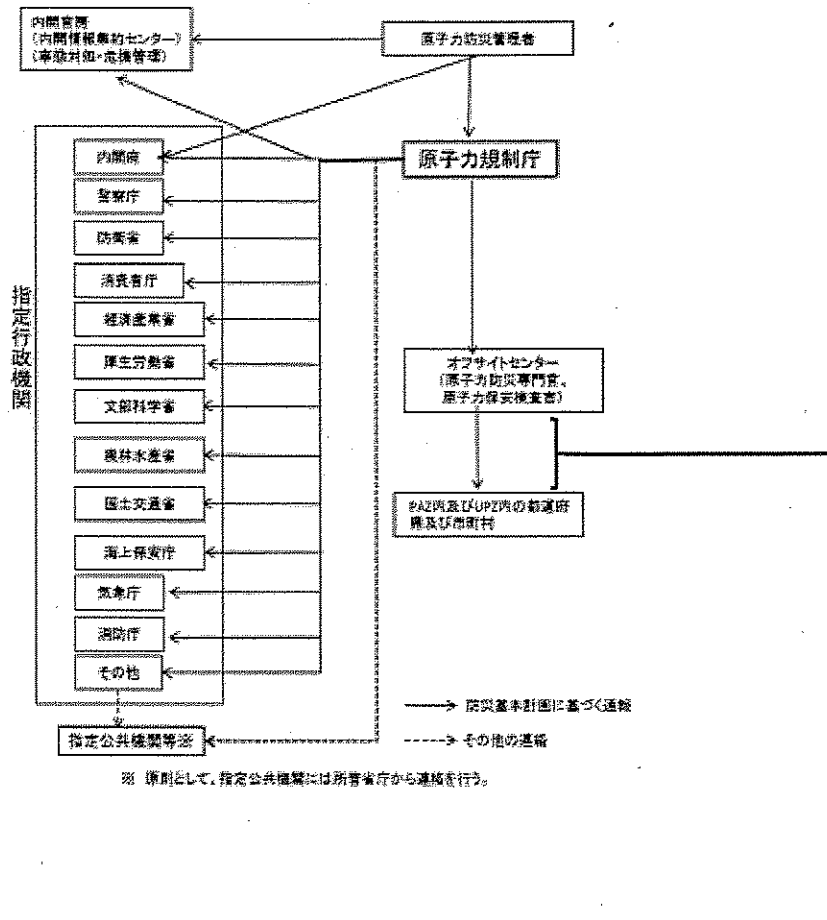 内閣官房
(内閣情報集約センター)
(事態対処・危機管理)
原子力防災管理者
内閣府
原子力規制庁
警察庁
防衛省
消費者庁
経済産業省
厚生労働省
文部科学省
農林水産省
国土交通省
海上保安庁
気象庁
消防庁
その他
指定行政機関
オフサイトセンター
(原子力防災専門官、
原子力保安検査官)
PAZ内及びUPZ内の都道府
県及び市町村
指定公共機関等※
防災基本計画に基づく通報
その他の連絡
※ 原則として、指定公共機関には所管省庁から連絡を行う。